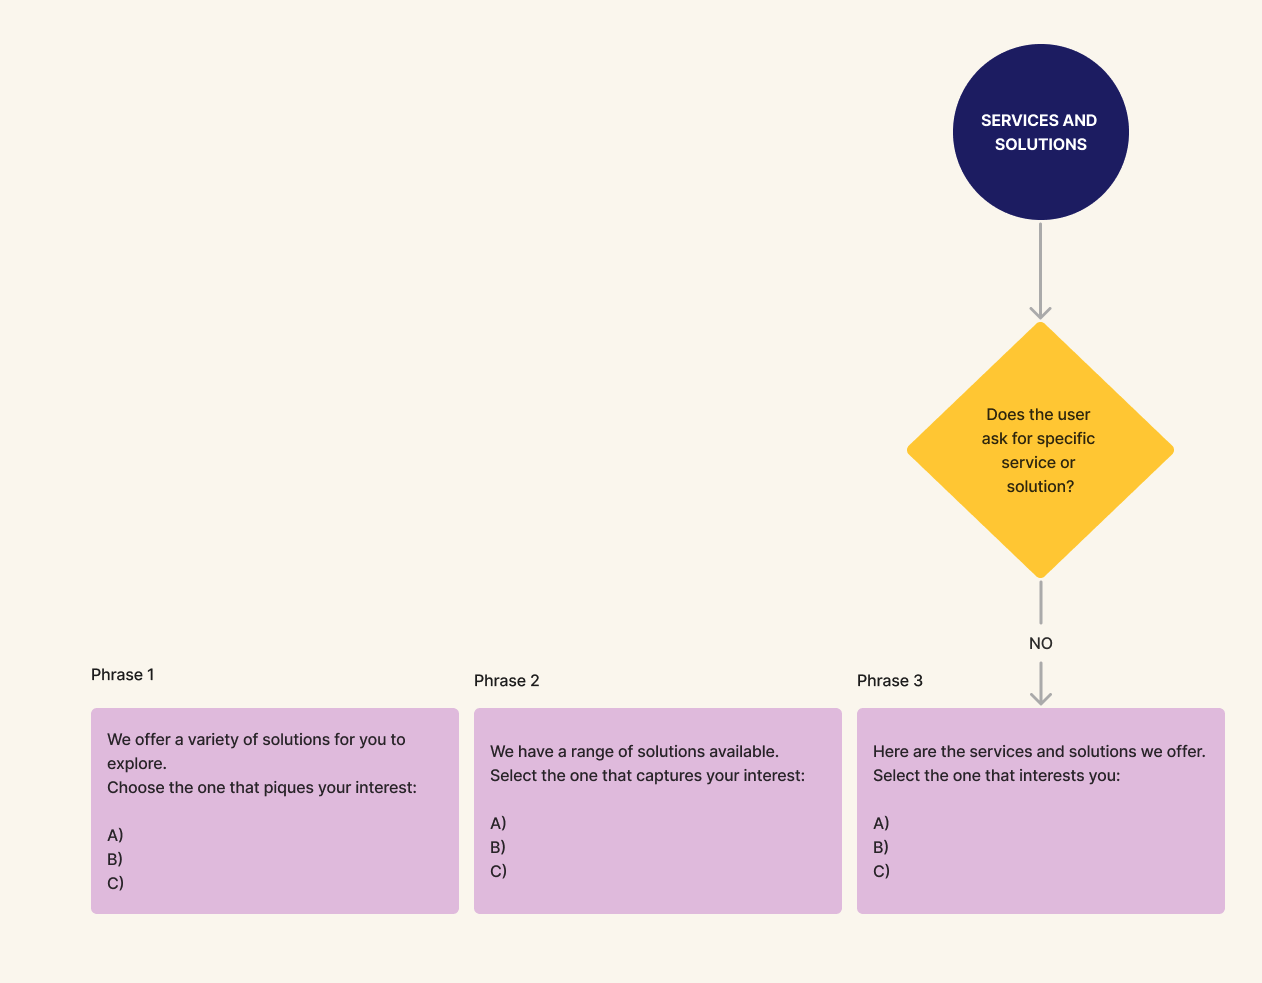 SERVICES AND
SOLUTIONS
Does the user
ask for specific
service or
solution?
NO
Phrase 1
We offer a variety of solutions for you to
explore.
Choose the one that piques your interest:
A)
B)
C)
Phrase 2
We have a range of solutions available.
Select the one that captures your interest:
A)
B)
C)
Phrase 3
Here are the services and solutions we offer.
Select the one that interests you:
A)
B)
C)